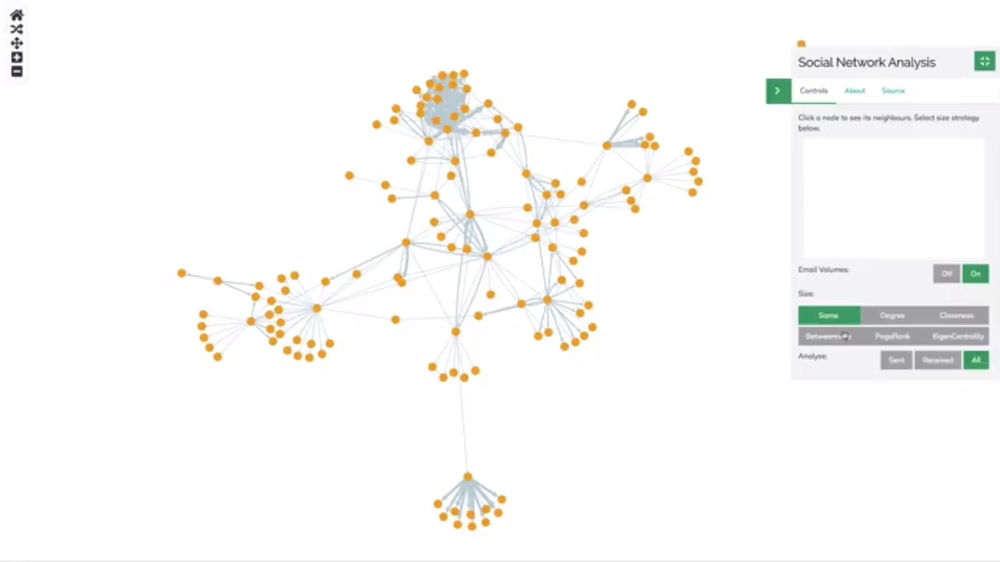 Social Network Analysis
Controls About Source
Click a node to see its neighbours. Select size strategy
below.
Email Volumes:
Off On
Size:
Same Degree Closeness
PageRank EigenCentrality
Analyse:
Sent Received All